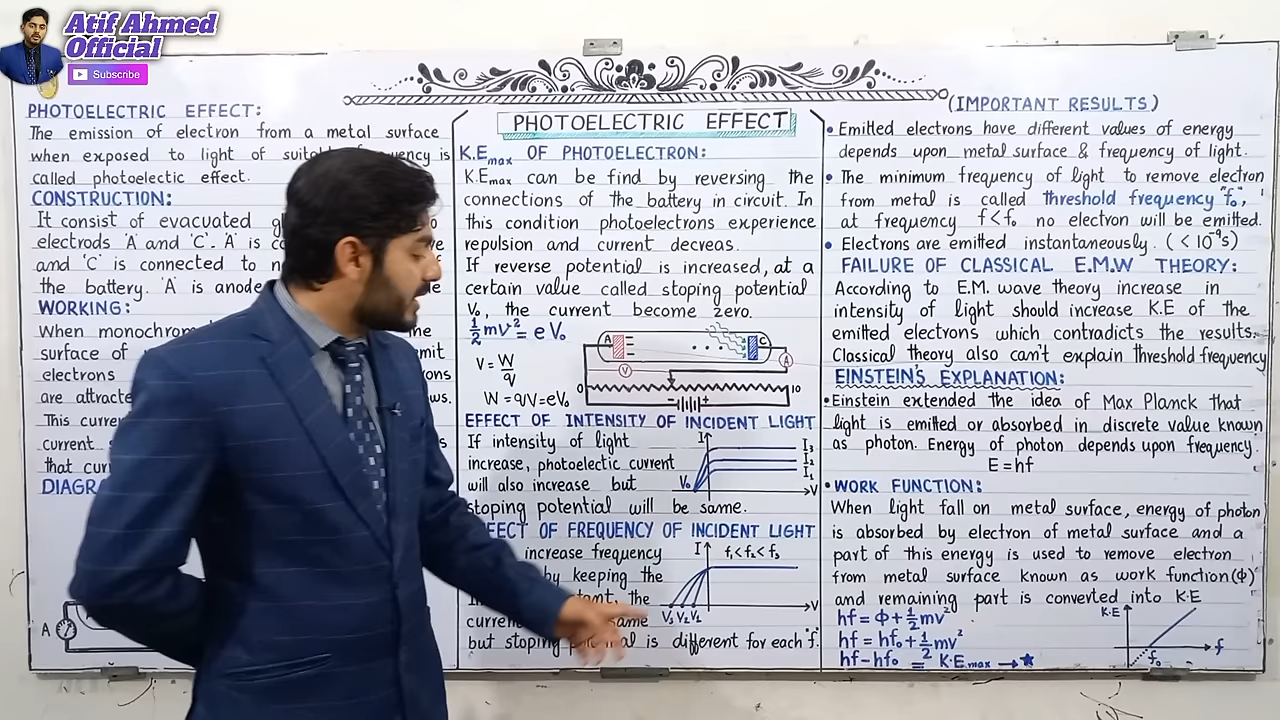 Atif Ahmed
Official
Subscribe
PHOTOELECTRIC EFFECT:
The emission of electron from a metal surface
when exposed to light of is
called photoelectic effect.
CONSTRUCTION:
It consist of evacuated
electrods 'A' and 'C'. 'A' is
and 'C' is connected to
the battery. 'A' is
WORKING:
When
surface of
electrons
are
This
current
that
A
PHOTOELECTRIC EFFECT
K.Emax OF PHOTOELECTRON:
K.Emax can be find by reversing the
connections of the battery in circuit. In
this condition photoelectrons experience
repulsion and current decreas.
If reverse potential is increased, at a
certain value called stoping potential
V₀, the current become zero.
½mv² = eV₀
V = W/q
W = qV = eV₀
A C
V A
0 10
- +
EFFECT OF INTENSITY OF INCIDENT LIGHT
If intensity of light
increase, photoelectic current
will also increase but
stoping potential will be same.
I I₃
I₂
I₁
V₀ V
OF FREQUENCY OF INCIDENT LIGHT
increase frequency
by keeping the
the
same
but stoping is different for each 'f'.
I f₁<f₂<f₃
V₃ V₂ V₁ V
(IMPORTANT RESULTS)
• Emitted electrons have different values of energy
depends upon metal surface & frequency of light.
• The minimum frequency of light to remove electron
from metal is called threshold frequency "f₀",
at frequency f<f₀ no electron will be emitted.
• Electrons are emitted instantaneously. (<10⁻⁹s)
FAILURE OF CLASSICAL E.M.W THEORY:
According to E.M. wave theory increase in
intensity of light should increase K.E of the
emitted electrons which contradicts the results.
Classical theory also can't explain threshold frequency
EINSTEIN'S EXPLANATION:
• Einstein extended the idea of Max Planck that
light is emitted or absorbed in discrete value known
as photon. Energy of photon depends upon frequency.
E = hf
• WORK FUNCTION:
When light fall on metal surface, energy of photon
is absorbed by electron of metal surface and a
part of this energy is used to remove electron
from metal surface known as work function(ϕ)
and remaining part is converted into K.E
hf = ϕ + ½mv²
hf = hf₀ + ½mv²
hf - hf₀ = K.Emax → ★
K.E
f₀ f